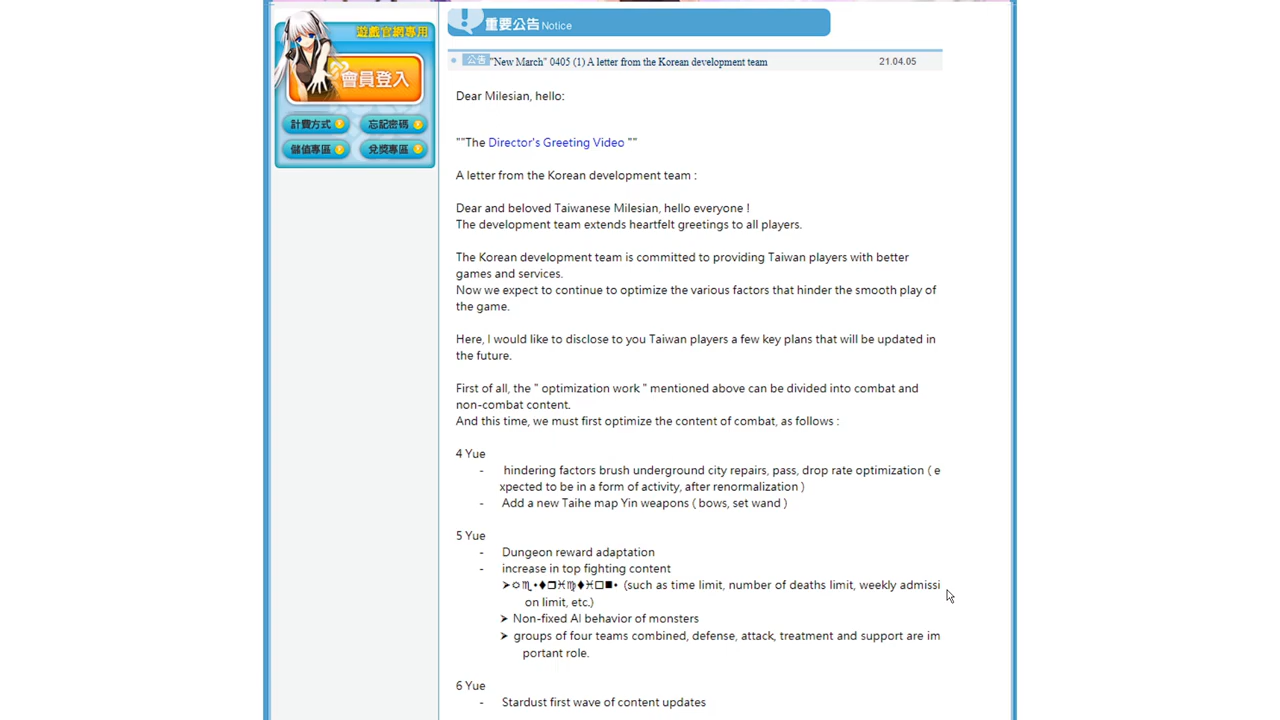 遊戲官網專用
會員登入
計費方式
忘記密碼
儲值專區
兌獎專區
重要公告 Notice
公告 "New March" 0405 (1) A letter from the Korean development team 21.04.05
Dear Milesian, hello:
""The Director's Greeting Video ""
A letter from the Korean development team :
Dear and beloved Taiwanese Milesian, hello everyone !
The development team extends heartfelt greetings to all players.
The Korean development team is committed to providing Taiwan players with better
games and services.
Now we expect to continue to optimize the various factors that hinder the smooth play of
the game.
Here, I would like to disclose to you Taiwan players a few key plans that will be updated in
the future.
First of all, the " optimization work " mentioned above can be divided into combat and
non-combat content.
And this time, we must first optimize the content of combat, as follows :
4 Yue
- hindering factors brush underground city repairs, pass, drop rate optimization ( e
xpected to be in a form of activity, after renormalization )
- Add a new Taihe map Yin weapons ( bows, set wand )
5 Yue
- Dungeon reward adaptation
- increase in top fighting content
➢ (such as time limit, number of deaths limit, weekly admissi
on limit, etc.)
➢ Non-fixed AI behavior of monsters
➢ groups of four teams combined, defense, attack, treatment and support are im
portant role.
6 Yue
- Stardust first wave of content updates